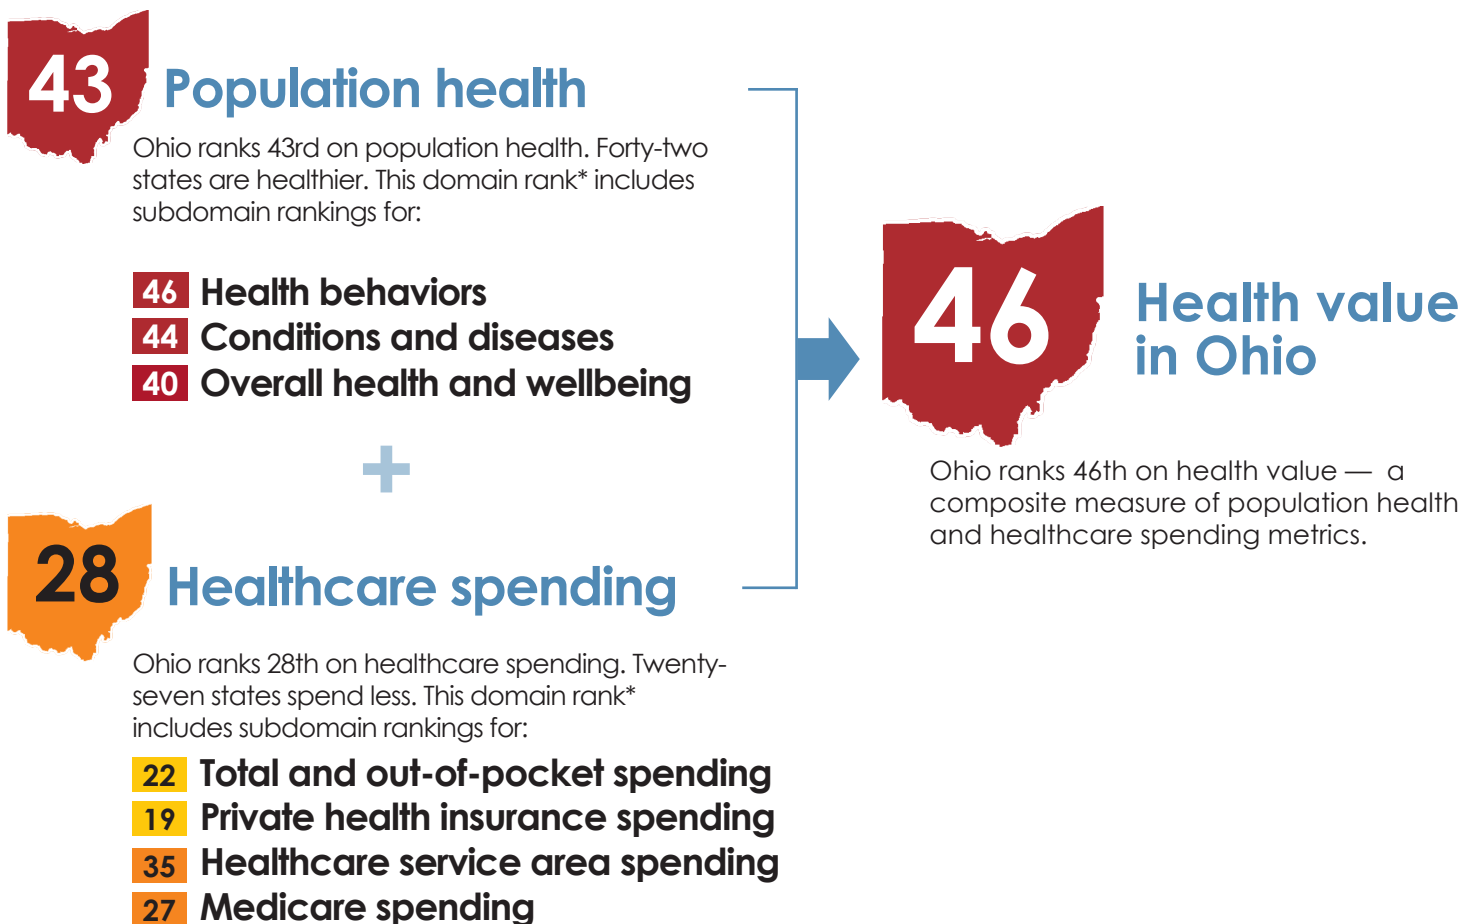 43 Population health
Ohio ranks 43rd on population health. Forty-two
states are healthier. This domain rank* includes
subdomain rankings for:
46 Health behaviors
44 Conditions and diseases
40 Overall health and wellbeing
+
28 Healthcare spending
Ohio ranks 28th on healthcare spending. Twenty-
seven states spend less. This domain rank*
includes subdomain rankings for:
22 Total and out-of-pocket spending
19 Private health insurance spending
35 Healthcare service area spending
27 Medicare spending
46 Health value
in Ohio
Ohio ranks 46th on health value — a
composite measure of population health
and healthcare spending metrics.